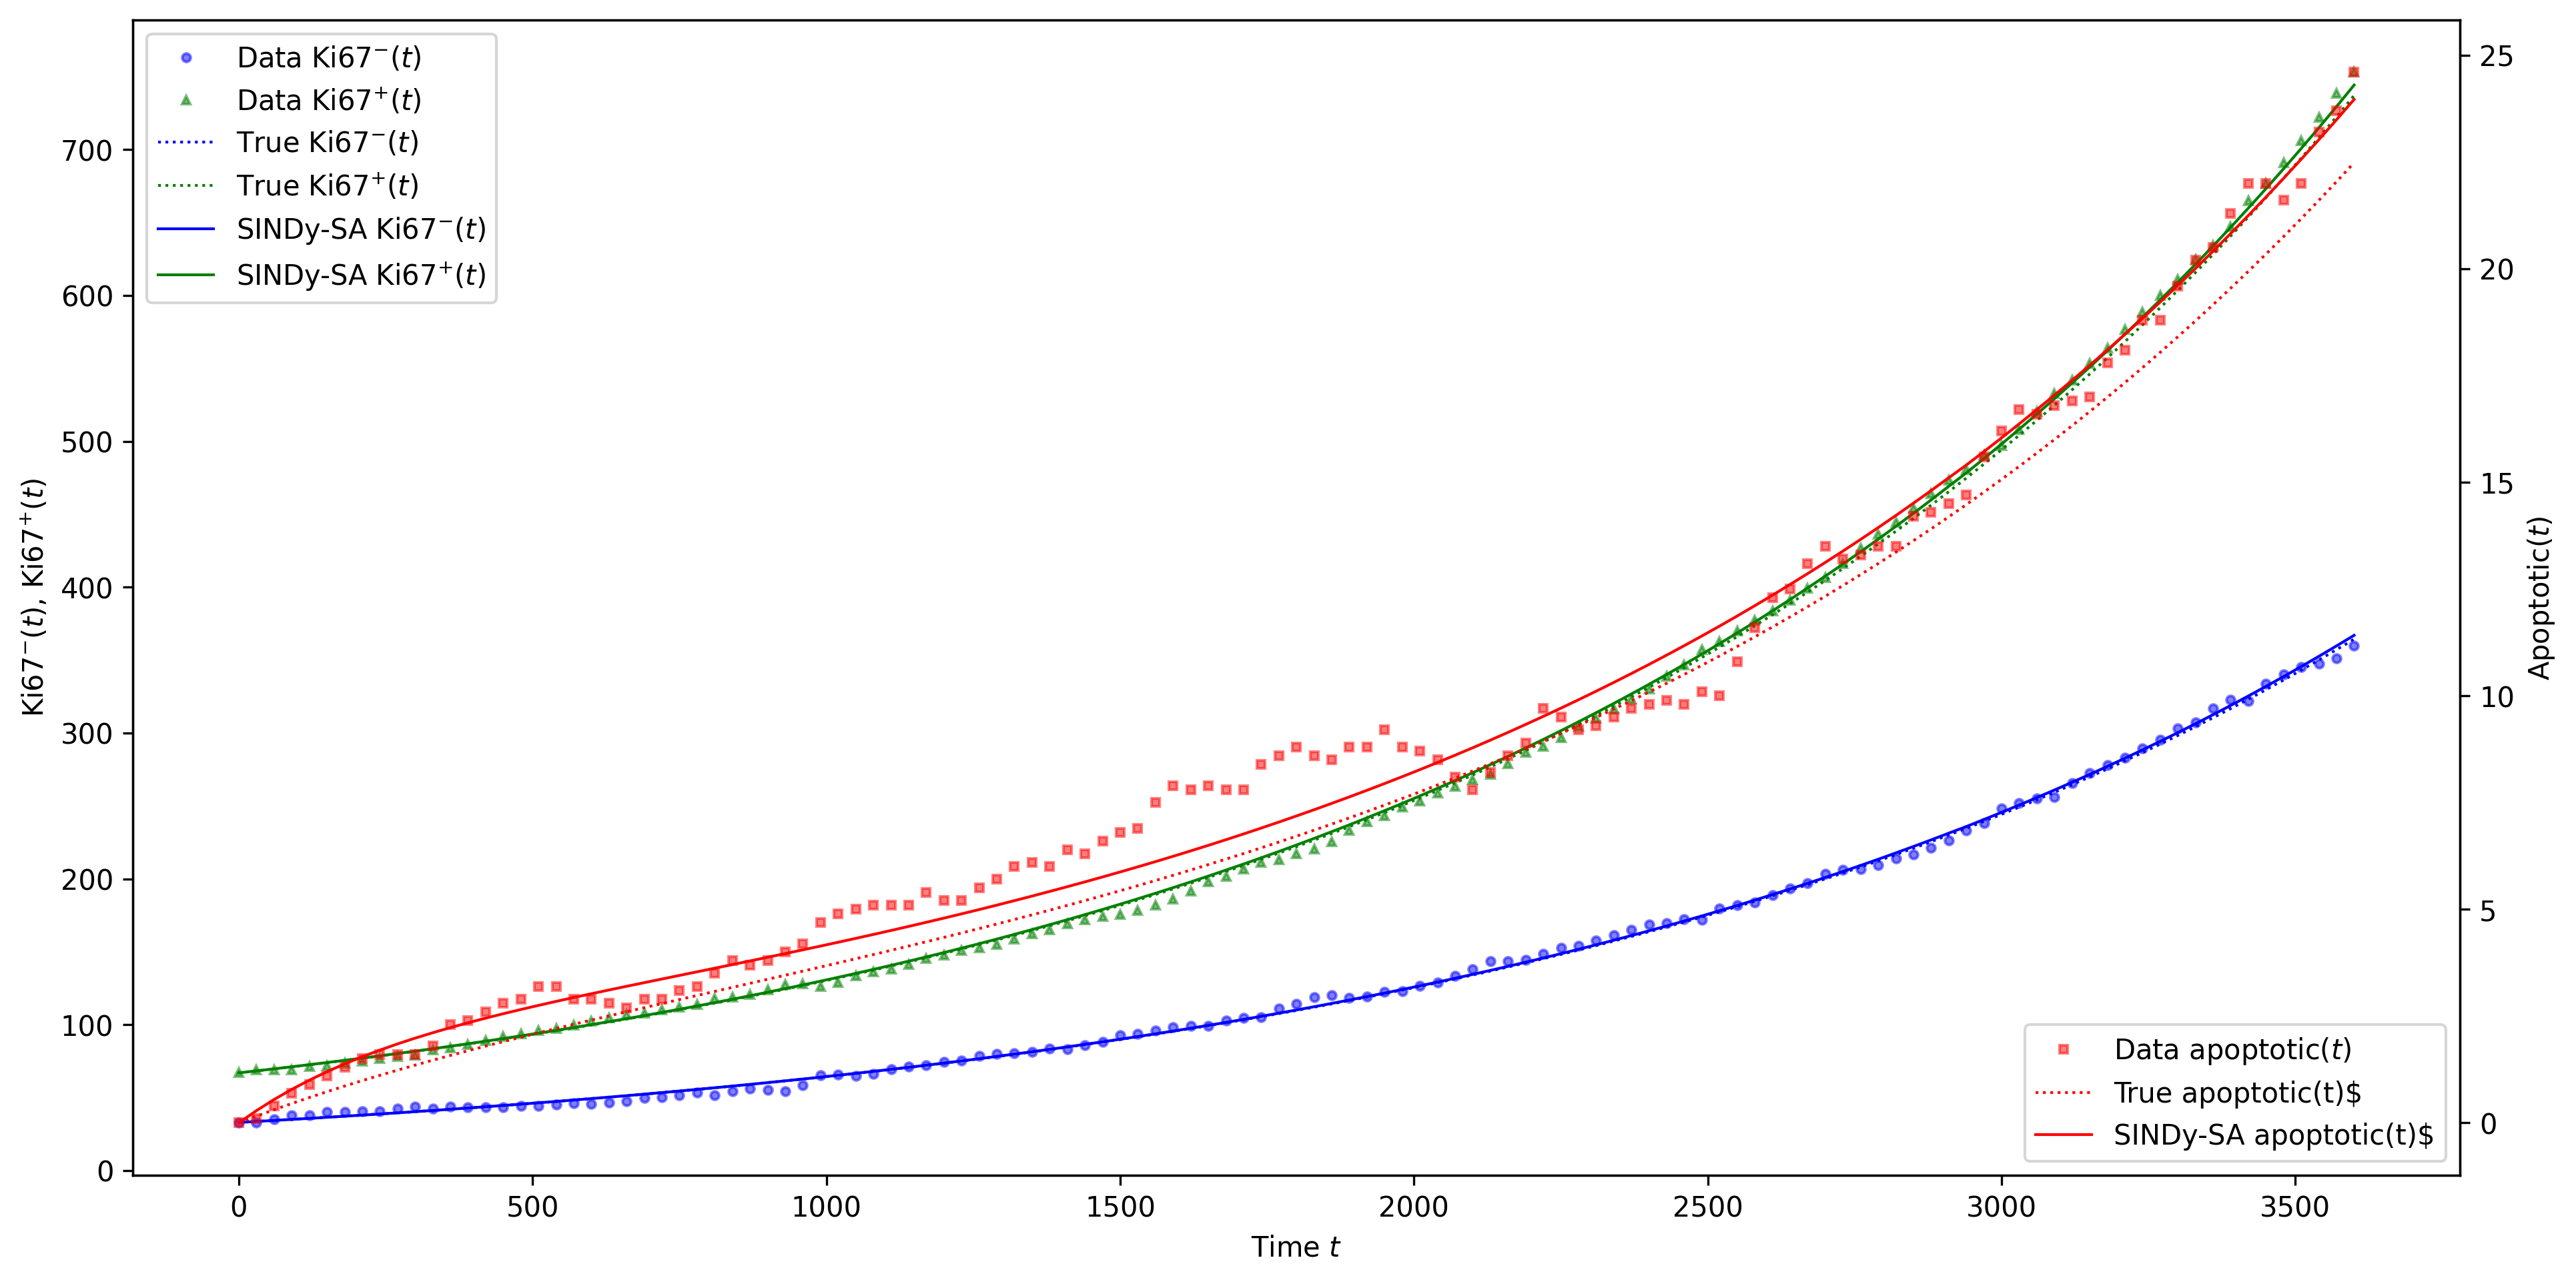 Data Ki67⁻(t)
Data Ki67⁺(t)
True Ki67⁻(t)
True Ki67⁺(t)
SINDy-SA Ki67⁻(t)
SINDy-SA Ki67⁺(t)
Ki67⁻(t), Ki67⁺(t)
700
600
500
400
300
200
100
0
0
500
1000
1500
2000
2500
3000
3500
Time t
25
20
15
10
5
0
Apoptotic(t)
Data apoptotic(t)
True apoptotic(t)$
SINDy-SA apoptotic(t)$